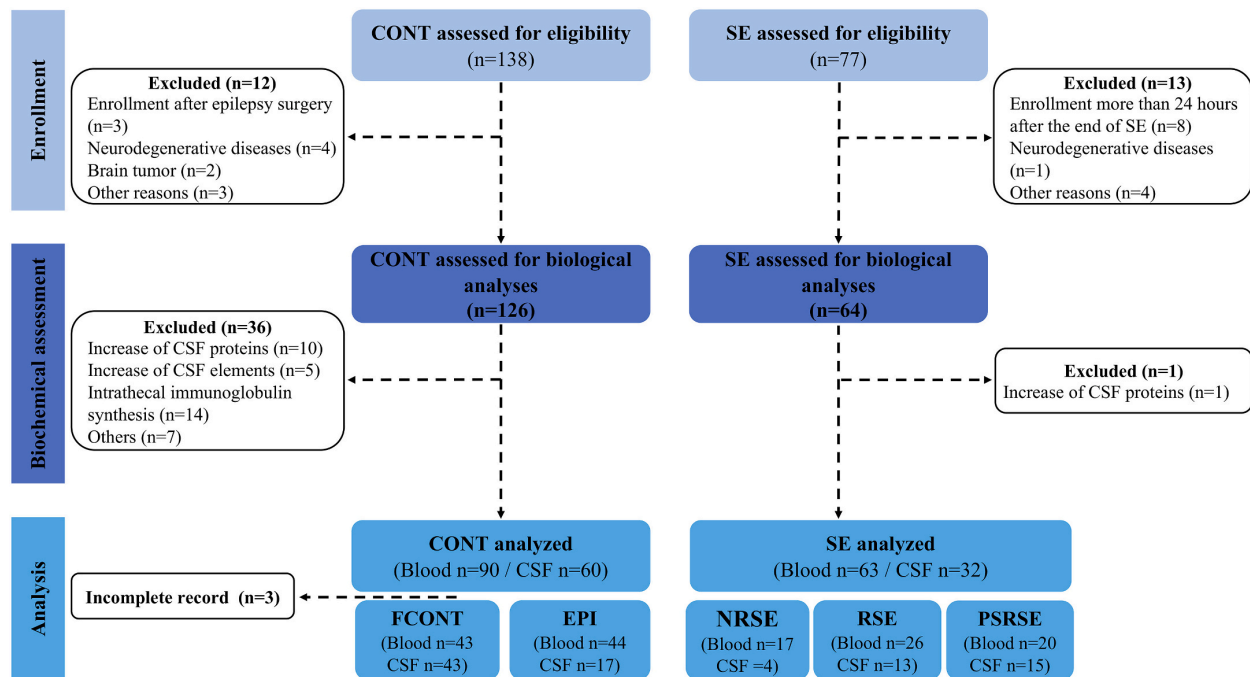 Enrollment
CONT assessed for eligibility
(n=138)
SE assessed for eligibility
(n=77)
Excluded (n=12)
Enrollment after epilepsy surgery
(n=3)
Neurodegenerative diseases (n=4)
Brain tumor (n=2)
Other reasons (n=3)
Excluded (n=13)
Enrollment more than 24 hours
after the end of SE (n=8)
Neurodegenerative diseases
(n=1)
Other reasons (n=4)
Biochemical assessment
CONT assessed for biological
analyses
(n=126)
SE assessed for biological
analyses
(n=64)
Excluded (n=36)
Increase of CSF proteins (n=10)
Increase of CSF elements (n=5)
Intrathecal immunoglobulin
synthesis (n=14)
Others (n=7)
Excluded (n=1)
Increase of CSF proteins (n=1)
Analysis
CONT analyzed
(Blood n=90 / CSF n=60)
SE analyzed
(Blood n=63 / CSF n=32)
Incomplete record (n=3)
FCONT
(Blood n=43
CSF n=43)
EPI
(Blood n=44
CSF n=17)
NRSE
(Blood n=17
CSF =4)
RSE
(Blood n=26
CSF n=13)
PSRSE
(Blood n=20
CSF n=15)